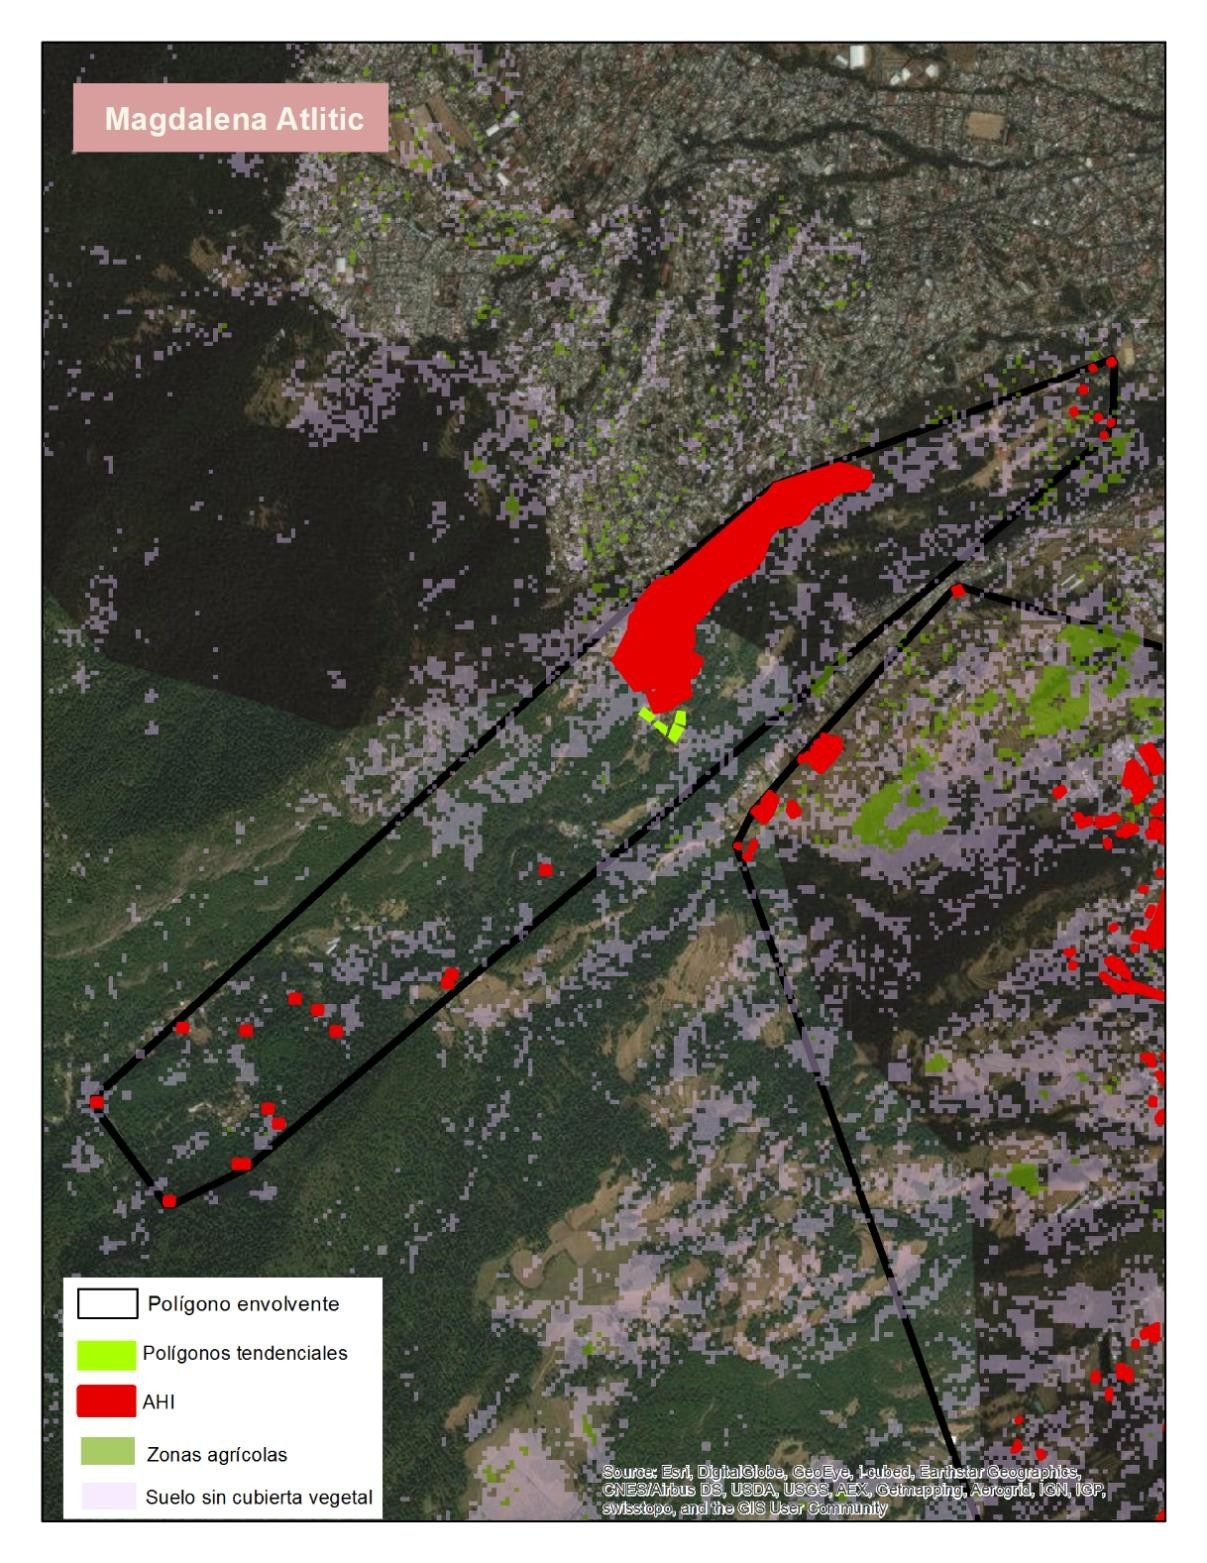 Magdalena Atlitic
Polígono envolvente
Polígonos tendenciales
AHI
Zonas agrícolas
Suelo sin cubierta vegetal
Source: Esri, DigitalGlobe, GeoEye, i-cubed, Earthstar Geographics,
CNES/Airbus DS, USDA, USGS, AEX, Getmapping, Aerogrid, IGN, IGP,
swisstopo, and the GIS User Community